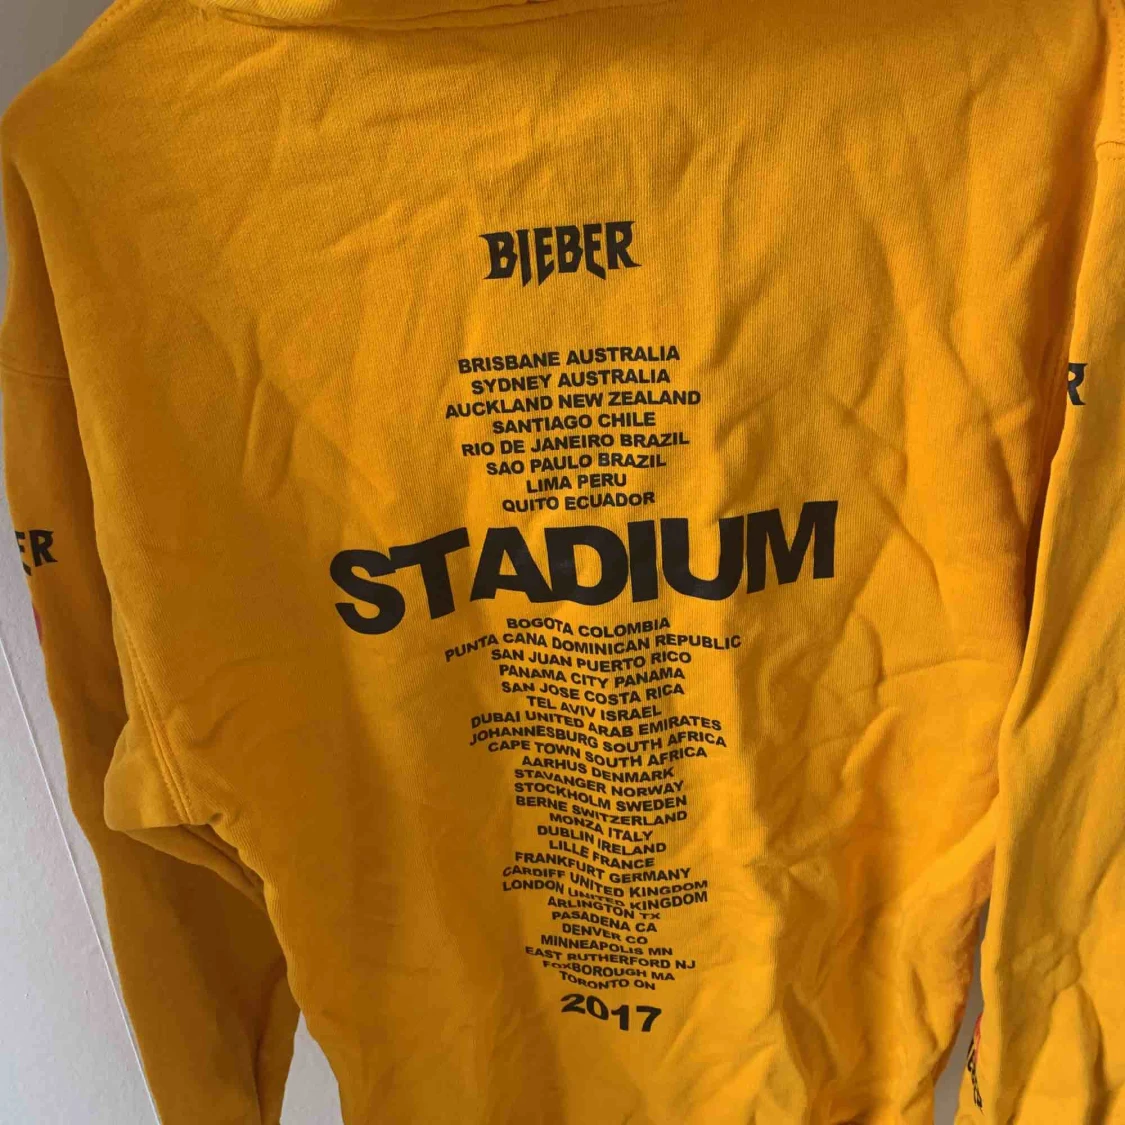 BIEBER
BRISBANE AUSTRALIA
SYDNEY AUSTRALIA
AUCKLAND NEW ZEALAND
SANTIAGO CHILE
RIO DE JANEIRO BRAZIL
SAO PAULO BRAZIL
LIMA PERU
QUITO ECUADOR
STADIUM
BOGOTA COLOMBIA
PUNTA CANA DOMINICAN REPUBLIC
SAN JUAN PUERTO RICO
PANAMA CITY PANAMA
SAN JOSE COSTA RICA
TEL AVIV ISRAEL
DUBAI UNITED ARAB EMIRATES
JOHANNESBURG SOUTH AFRICA
CAPE TOWN SOUTH AFRICA
AARHUS DENMARK
STAVANGER NORWAY
STOCKHOLM SWEDEN
BERNE SWITZERLAND
MONZA ITALY
DUBLIN IRELAND
LILLE FRANCE
FRANKFURT GERMANY
CARDIFF UNITED KINGDOM
LONDON UNITED KINGDOM
ARLINGTON TX
PASADENA CA
DENVER CO
MINNEAPOLIS MN
EAST RUTHERFORD NJ
FOXBOROUGH MA
TORONTO ON
2017
ER
R